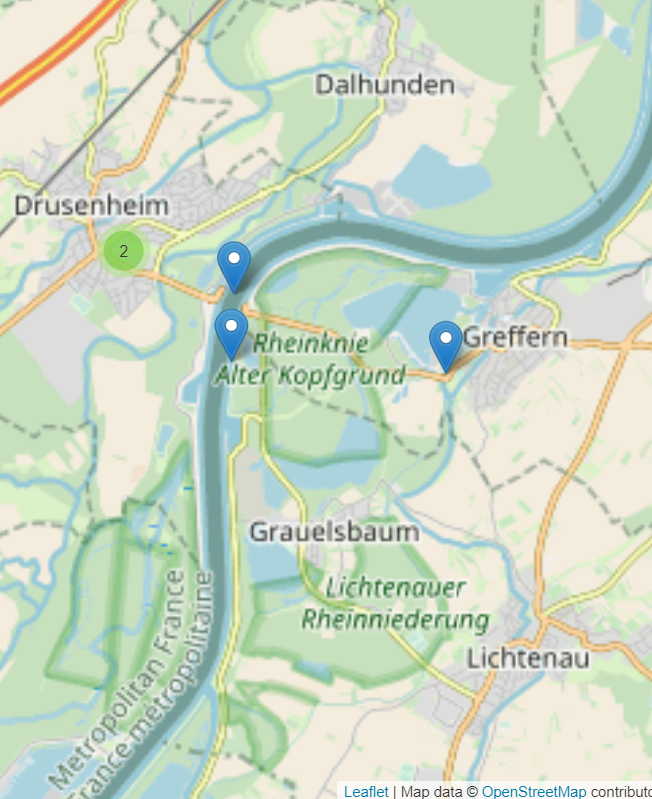 Dalhunden
Drusenheim
2
Greffern
Rheinknie
Alter Kopfgrund
Grauelsbaum
Lichtenauer
Rheinniederung
Lichtenau
Metropolitan France
France métropolitaine
Leaflet | Map data © OpenStreetMap contributo